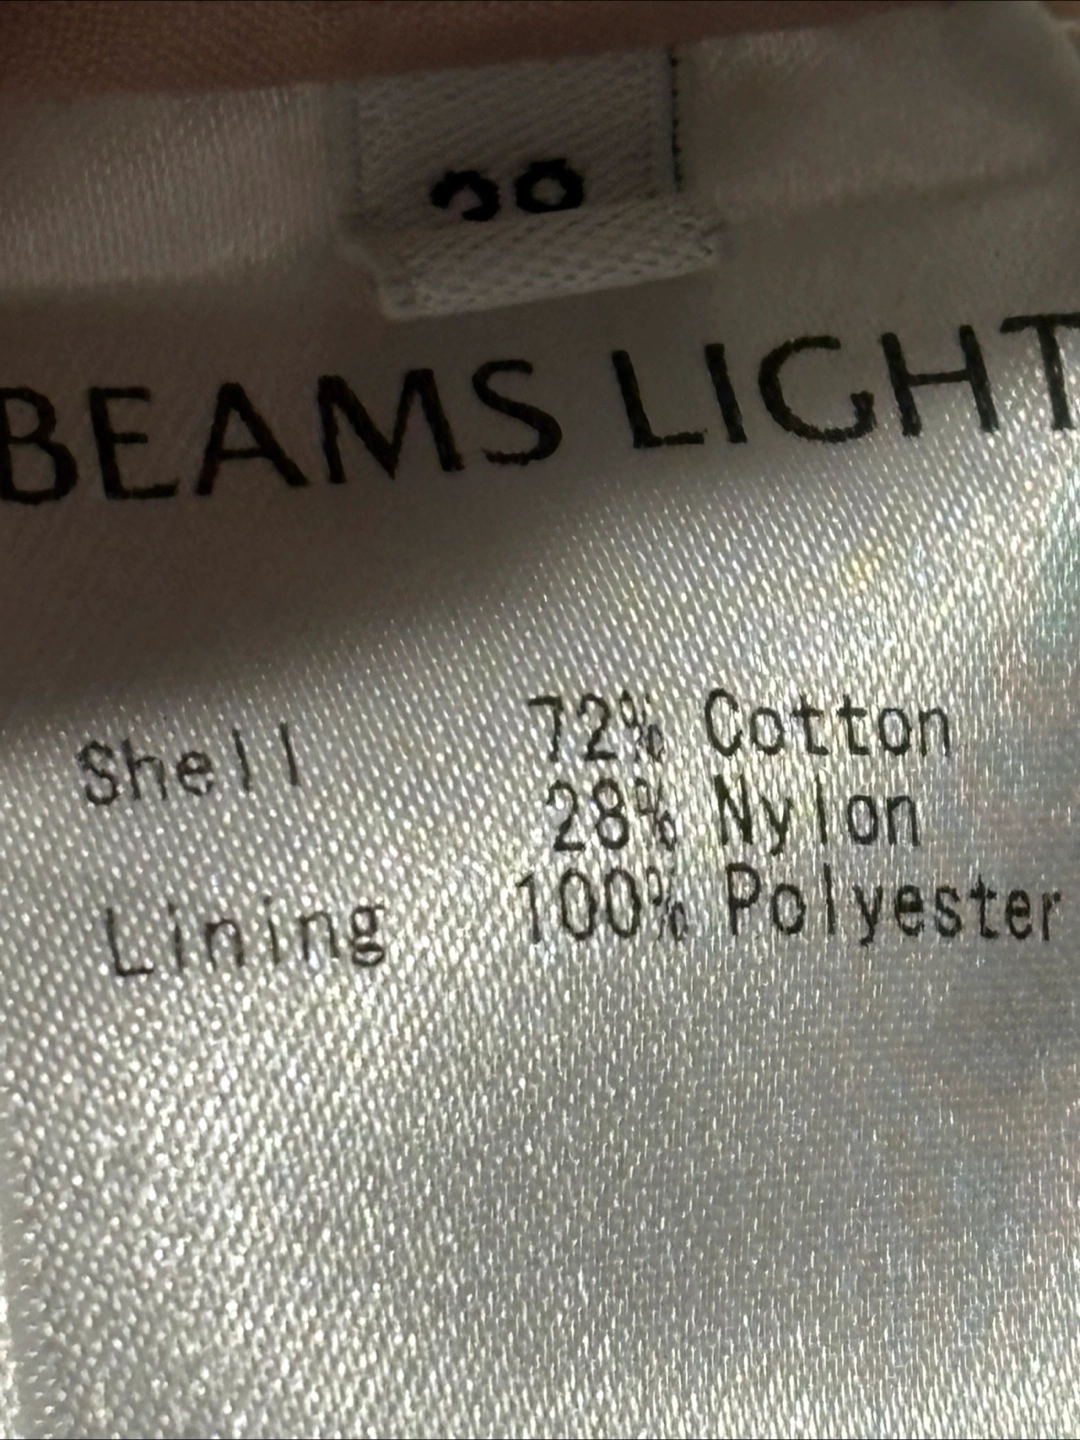 BEAMS LIGHT
Shell 72% Cotton
28% Nylon
Lining 100% Polyester